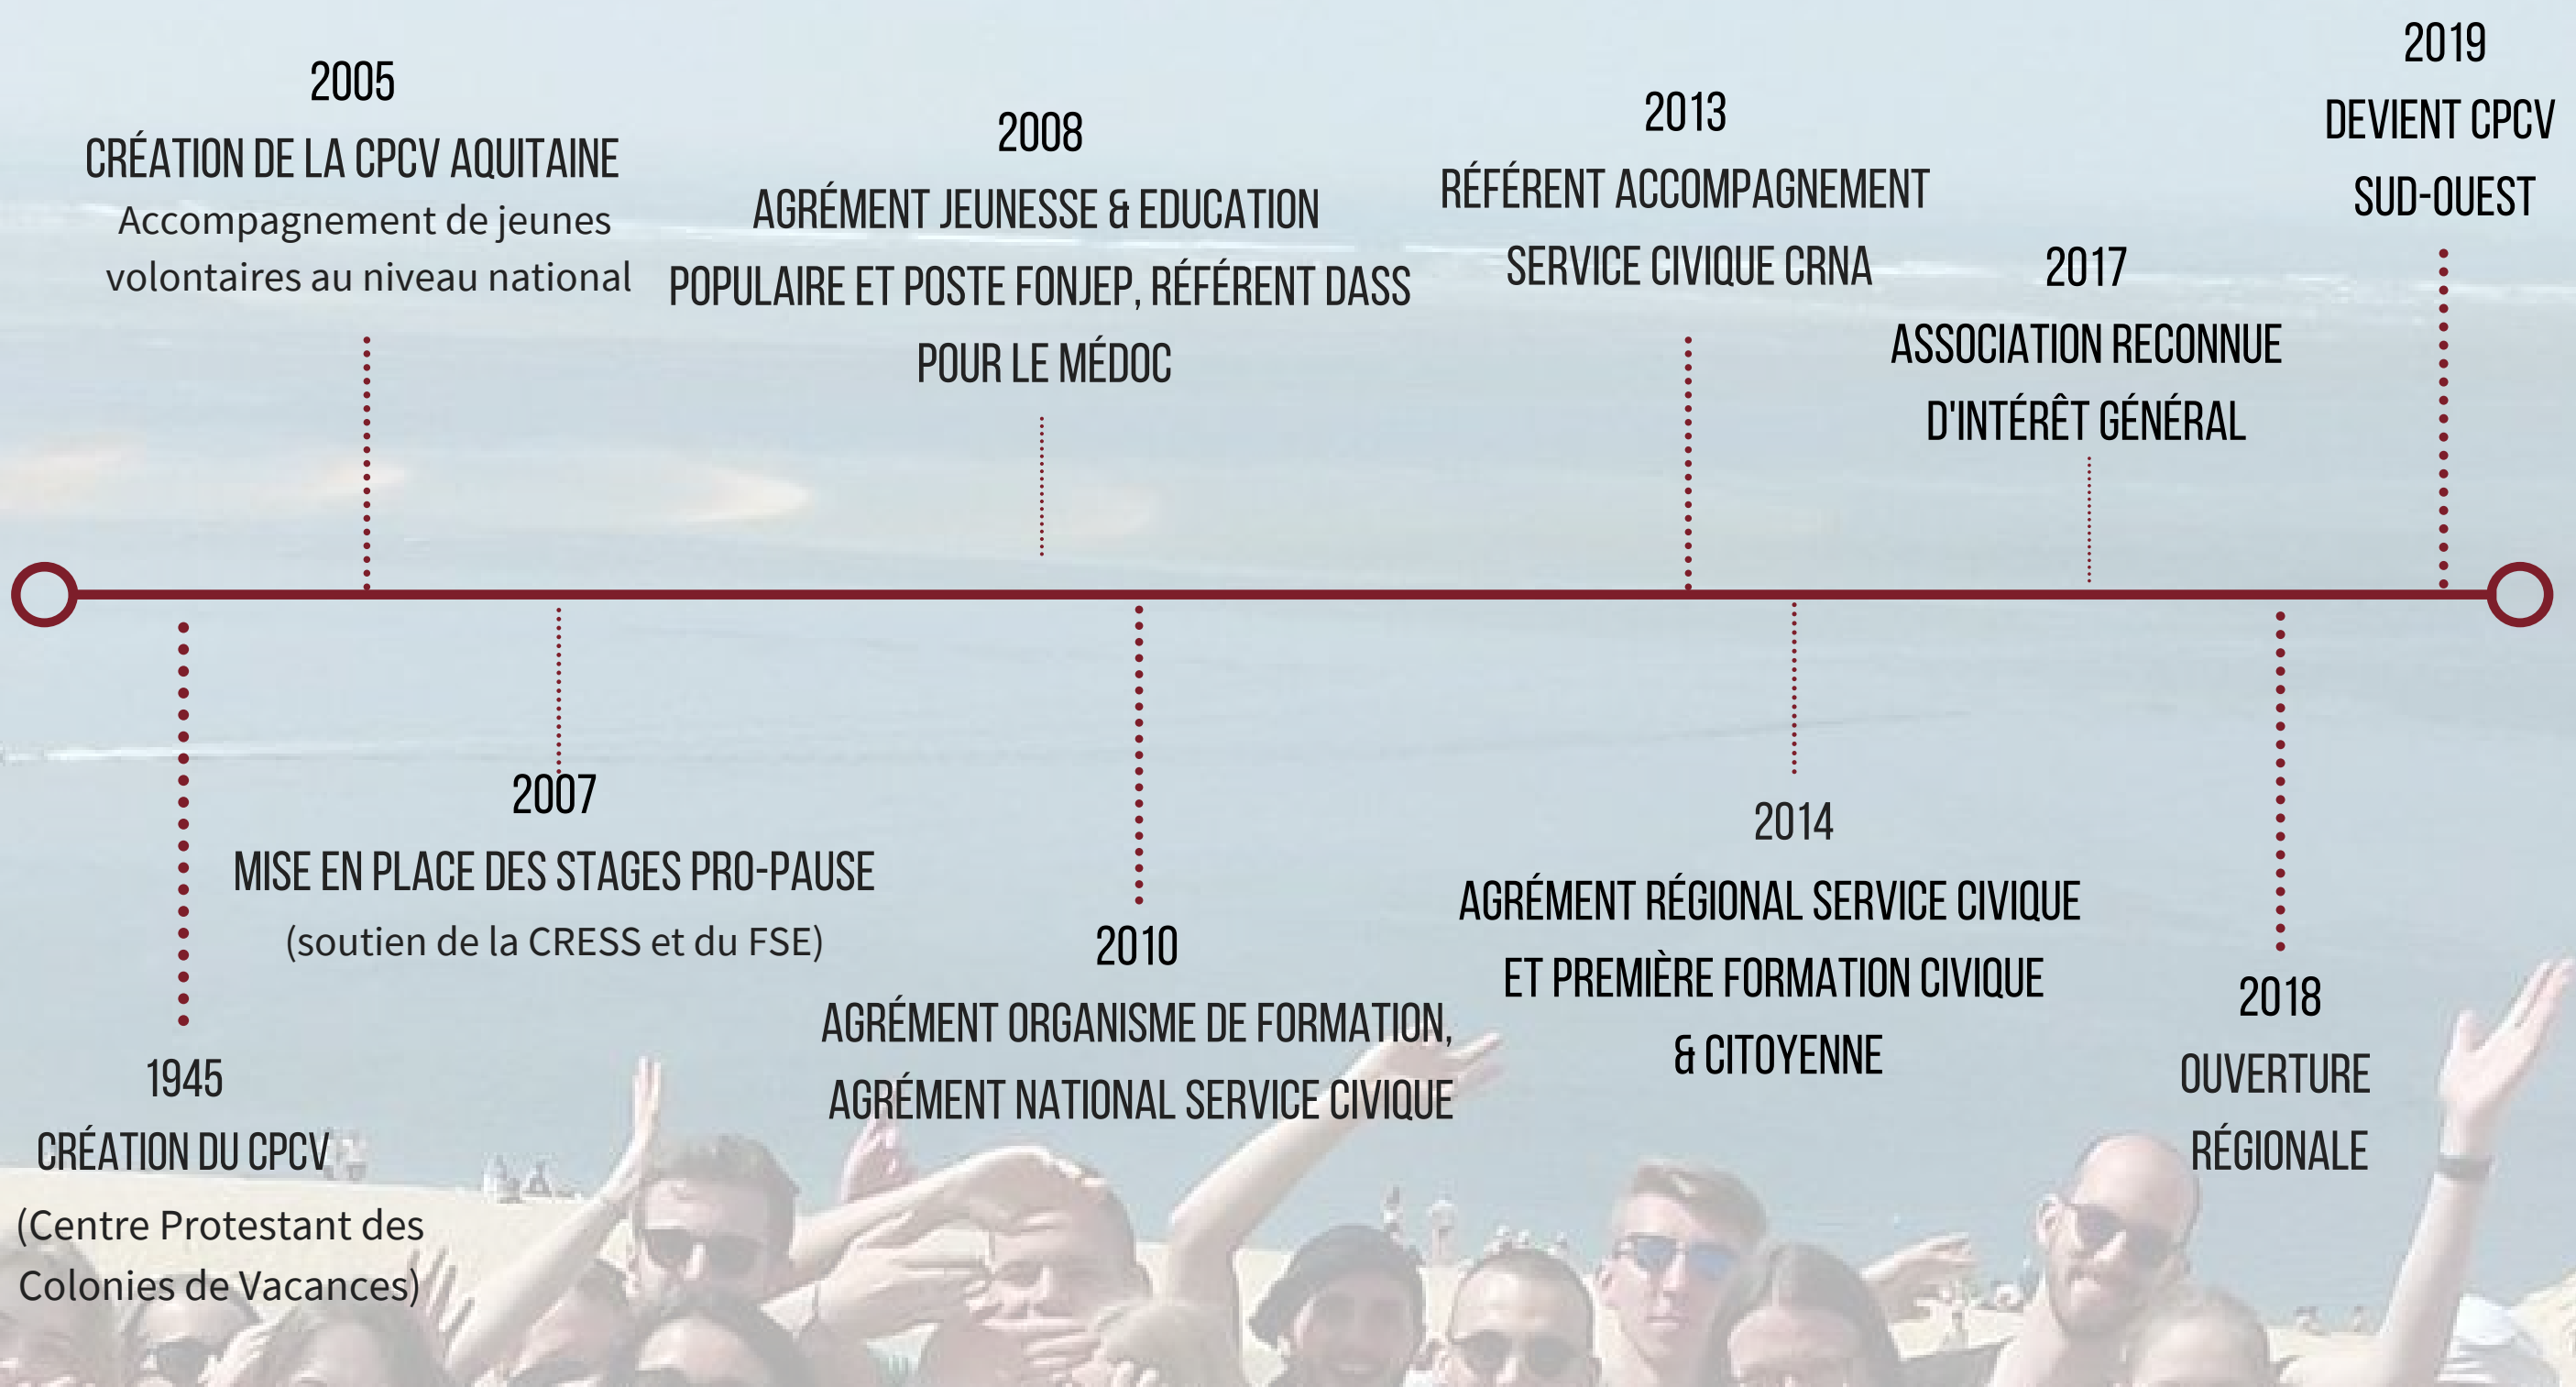 2005
CRÉATION DE LA CPCV AQUITAINE
Accompagnement de jeunes
volontaires au niveau national
2008
AGRÉMENT JEUNESSE & EDUCATION
POPULAIRE ET POSTE FONJEP, RÉFÉRENT DASS
POUR LE MÉDOC
2013
RÉFÉRENT ACCOMPAGNEMENT
SERVICE CIVIQUE CRNA
2017
ASSOCIATION RECONNUE
D'INTÉRÊT GÉNÉRAL
2019
DEVIENT CPCV
SUD-OUEST
1945
CRÉATION DU CPCV
(Centre Protestant des
Colonies de Vacances)
2007
MISE EN PLACE DES STAGES PRO-PAUSE
(soutien de la CRESS et du FSE)
2010
AGRÉMENT ORGANISME DE FORMATION,
AGRÉMENT NATIONAL SERVICE CIVIQUE
2014
AGRÉMENT RÉGIONAL SERVICE CIVIQUE
ET PREMIÈRE FORMATION CIVIQUE
& CITOYENNE
2018
OUVERTURE
RÉGIONALE